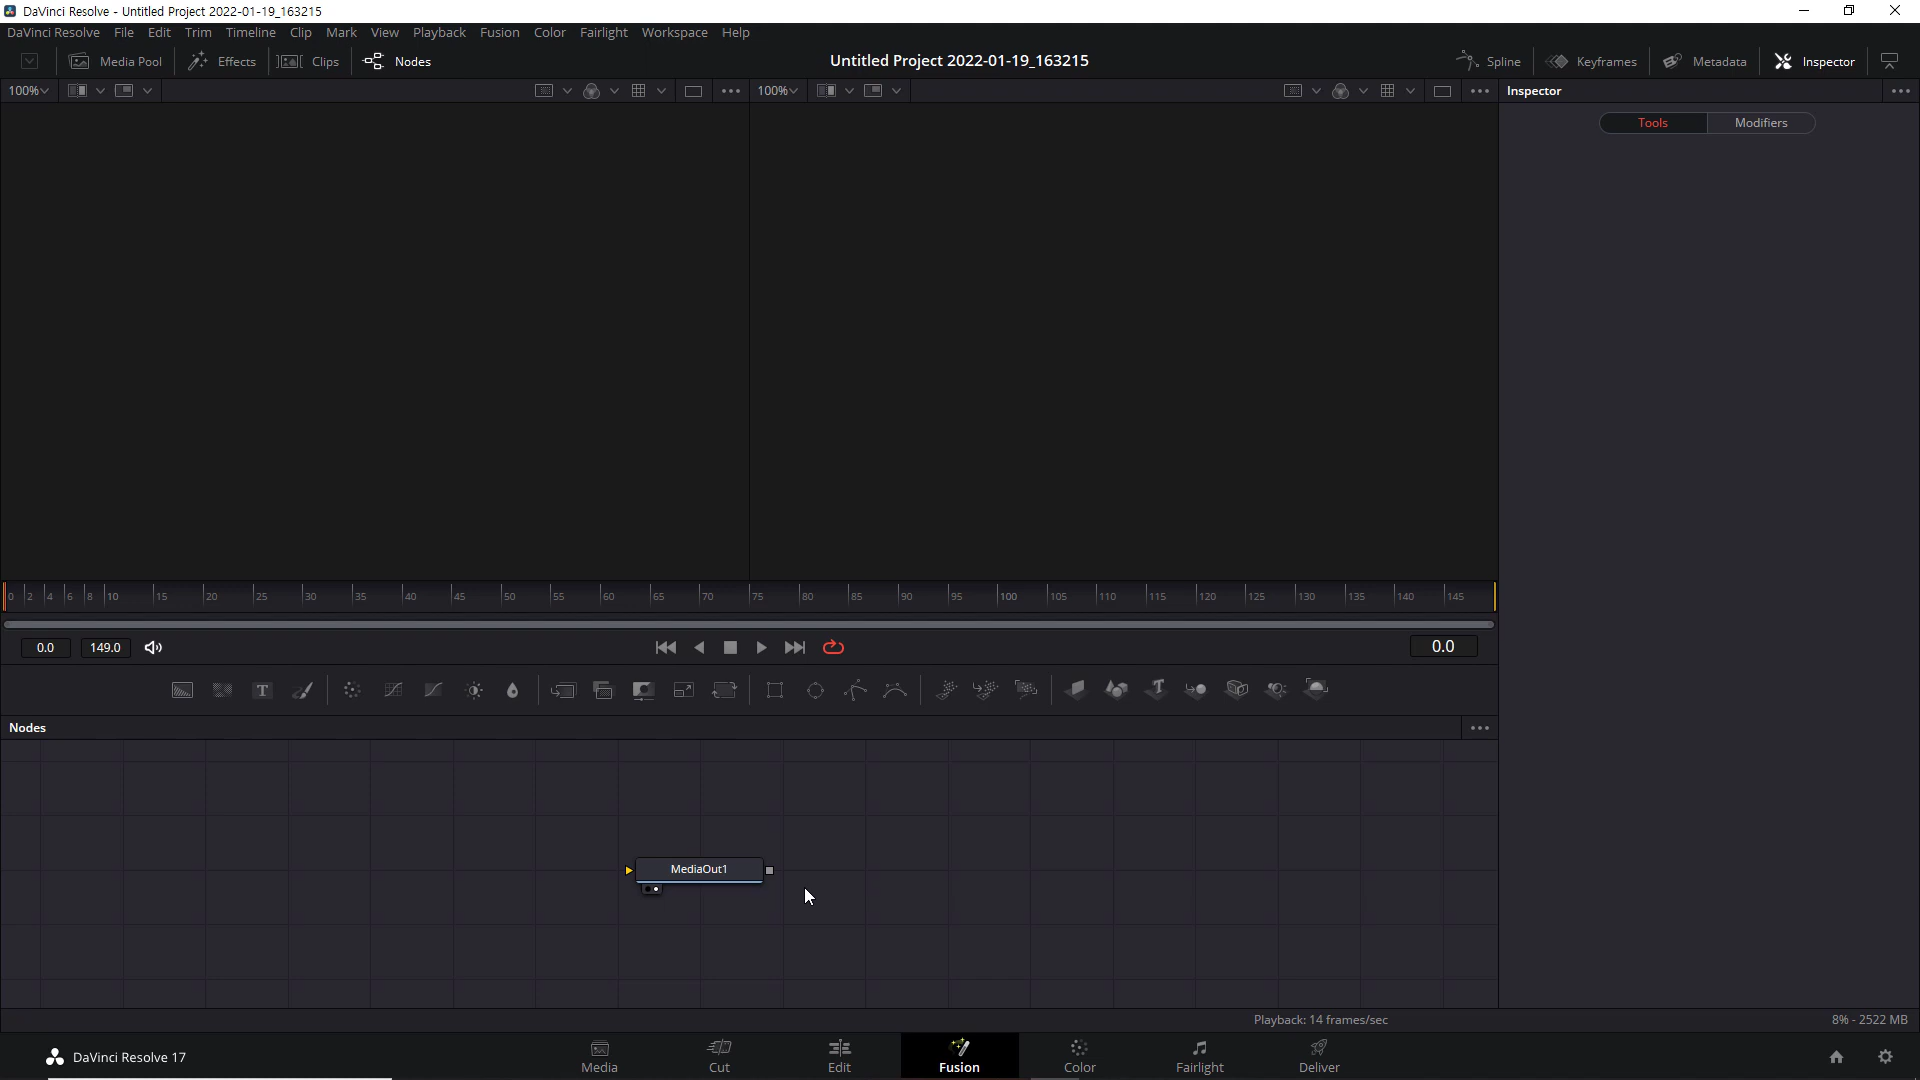 DaVinci Resolve - Untitled Project 2022-01-19_163215
DaVinci Resolve File Edit Trim Timeline Clip Mark View Playback Fusion Color Fairlight Workspace Help
Media Pool Effects Clips Nodes Untitled Project 2022-01-19_163215 Spline Keyframes Metadata Inspector
100% 100% Inspector
Tools Modifiers
0 2 4 6 8 10 15 20 25 30 35 40 45 50 55 60 65 70 75 80 85 90 95 100 105 110 115 120 125 130 135 140 145
0.0 149.0 0.0
T
Nodes
MediaOut1
Playback: 14 frames/sec 8% - 2522 MB
DaVinci Resolve 17 Media Cut Edit Fusion Color Fairlight Deliver